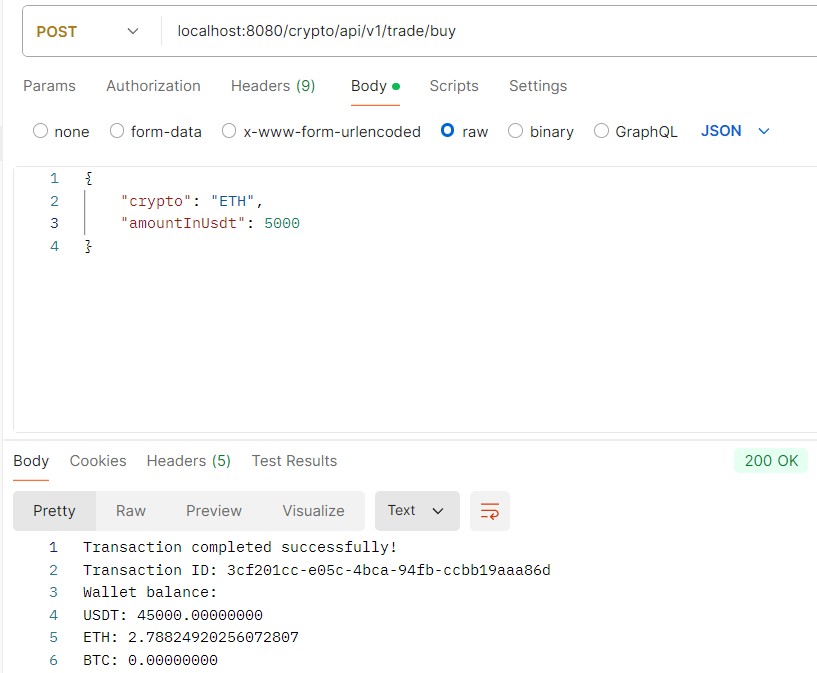 POST localhost:8080/crypto/api/v1/trade/buy
Params Authorization Headers (9) Body Scripts Settings
none form-data x-www-form-urlencoded raw binary GraphQL JSON
1 {
2 "crypto": "ETH",
3 "amountInUsdt": 5000
4 }
Body Cookies Headers (5) Test Results 200 OK
Pretty Raw Preview Visualize Text
1 Transaction completed successfully!
2 Transaction ID: 3cf201cc-e05c-4bca-94fb-ccbb19aaa86d
3 Wallet balance:
4 USDT: 45000.00000000
5 ETH: 2.78824920256072807
6 BTC: 0.00000000